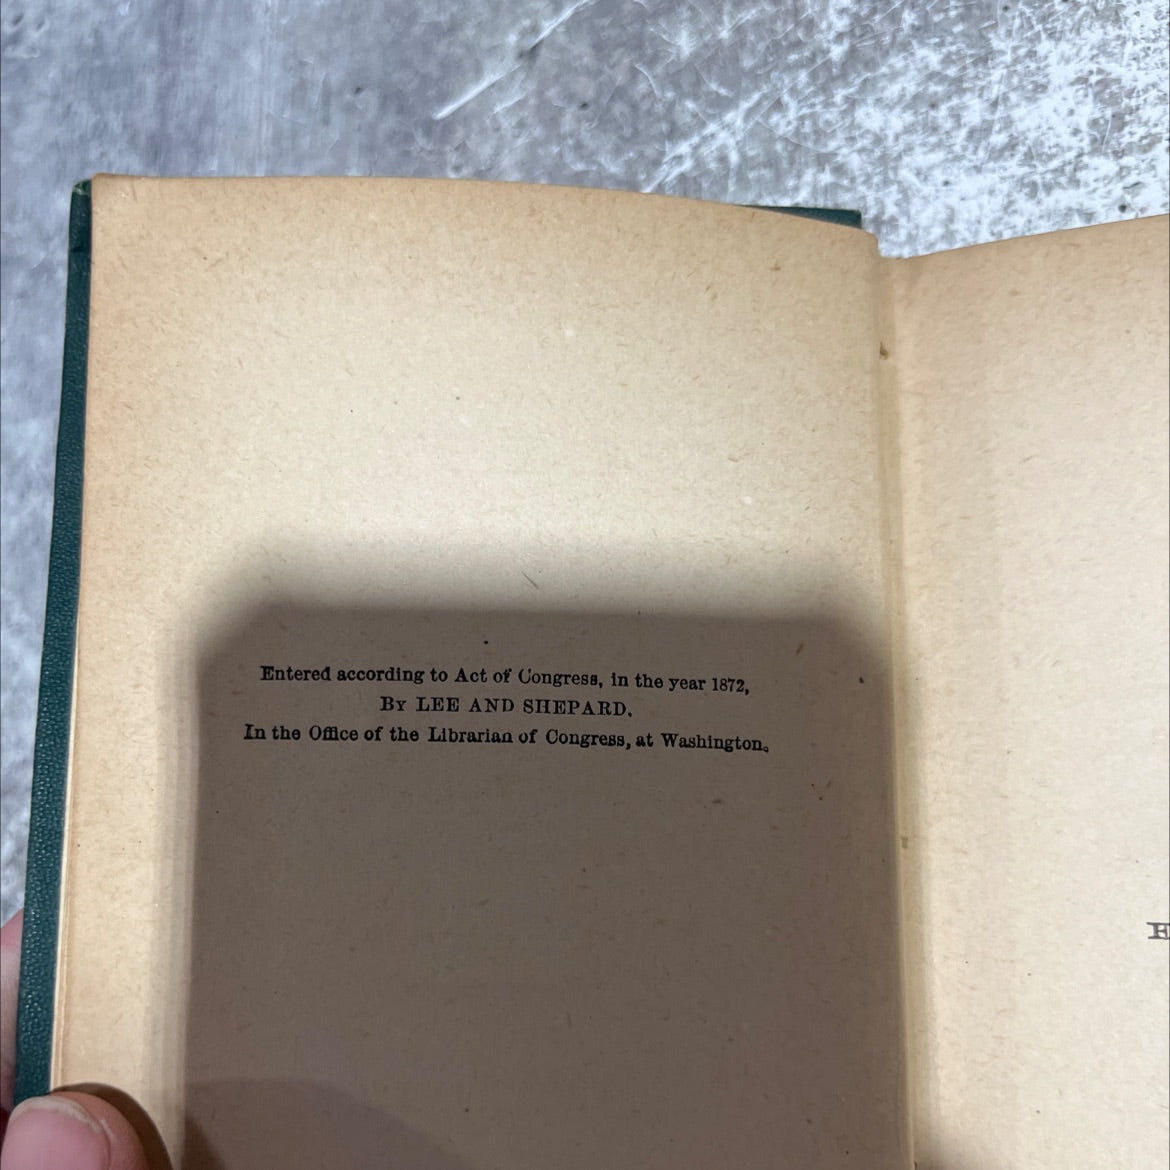 Entered according to Act of Congress, in the year 1872,
By LEE AND SHEPARD,
In the Office of the Librarian of Congress, at Washington.